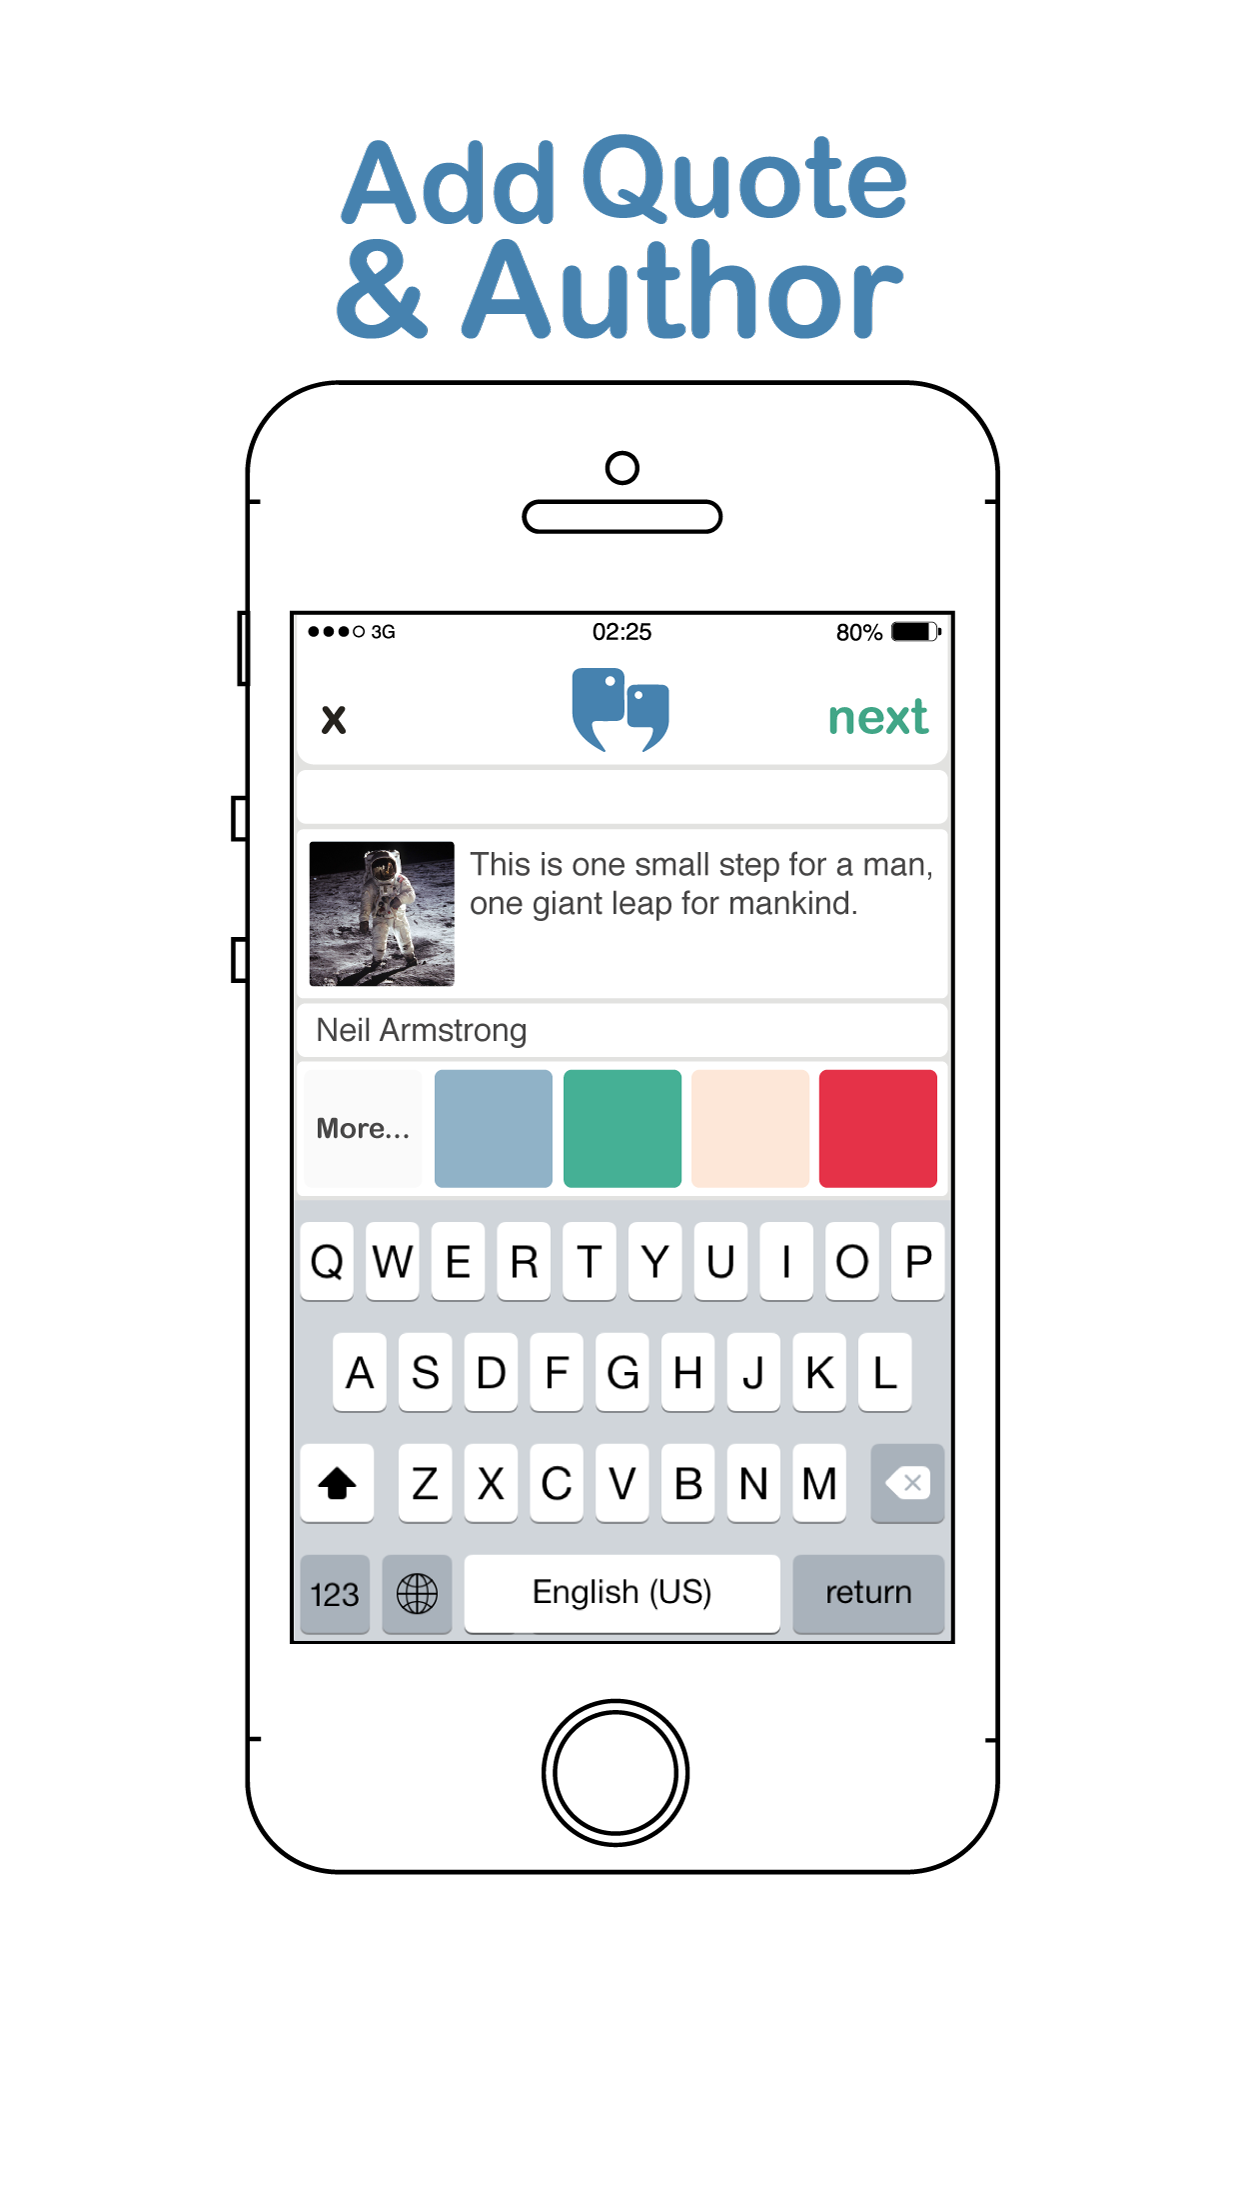 Add Quote
& Author
3G 02:25 80%
x next
This is one small step for a man,
one giant leap for mankind.
Neil Armstrong
More...
Q W E R T Y U I O P
A S D F G H J K L
Z X C V B N M
123 English (US) return